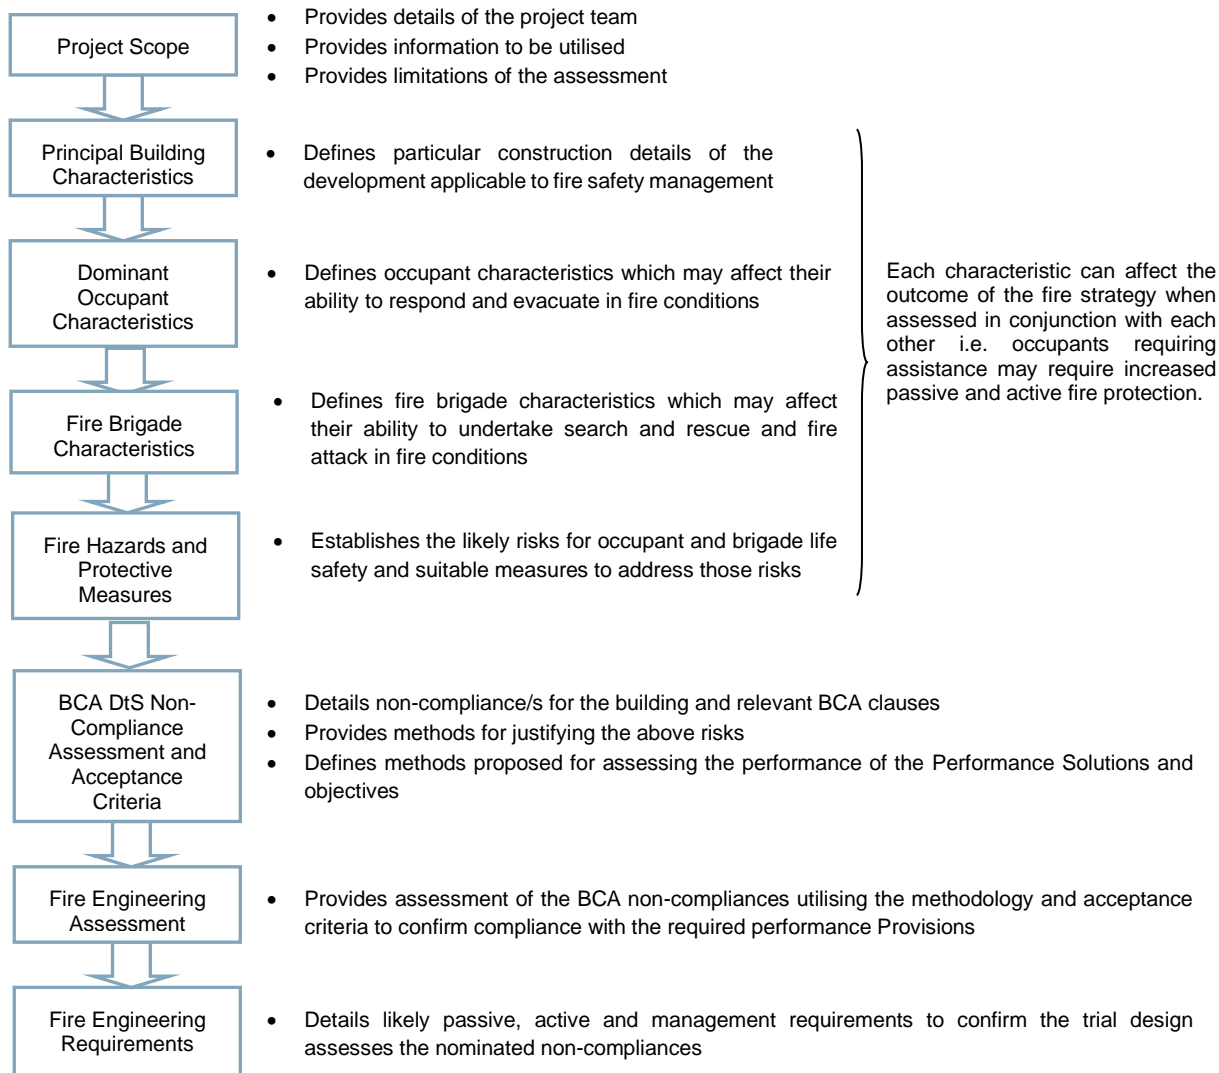 Project Scope
• Provides details of the project team
• Provides information to be utilised
• Provides limitations of the assessment
Principal Building
Characteristics
• Defines particular construction details of the
development applicable to fire safety management
Dominant
Occupant
Characteristics
• Defines occupant characteristics which may affect their
ability to respond and evacuate in fire conditions
Fire Brigade
Characteristics
• Defines fire brigade characteristics which may affect
their ability to undertake search and rescue and fire
attack in fire conditions
Fire Hazards and
Protective
Measures
• Establishes the likely risks for occupant and brigade life
safety and suitable measures to address those risks
Each characteristic can affect the
outcome of the fire strategy when
assessed in conjunction with each
other i.e. occupants requiring
assistance may require increased
passive and active fire protection.
BCA DtS Non-
Compliance
Assessment and
Acceptance
Criteria
• Details non-compliance/s for the building and relevant BCA clauses
• Provides methods for justifying the above risks
• Defines methods proposed for assessing the performance of the Performance Solutions and
objectives
Fire Engineering
Assessment
• Provides assessment of the BCA non-compliances utilising the methodology and acceptance
criteria to confirm compliance with the required performance Provisions
Fire Engineering
Requirements
• Details likely passive, active and management requirements to confirm the trial design
assesses the nominated non-compliances